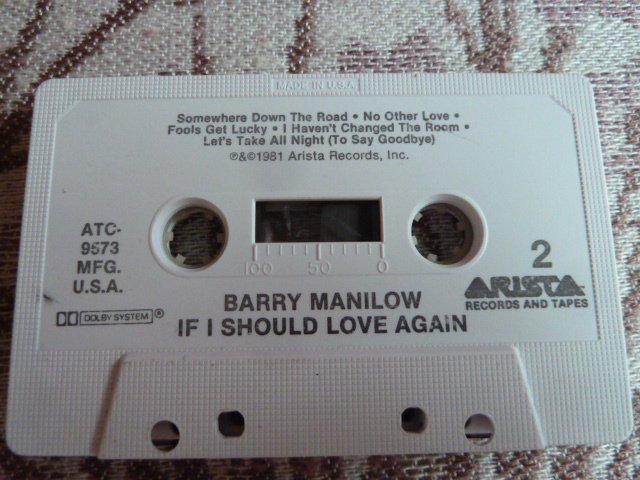 MADE IN U.S.A.
Somewhere Down The Road • No Other Love •
Fools Get Lucky • I Haven't Changed The Room •
Let's Take All Night (To Say Goodbye)
℗&©1981 Arista Records, Inc.
ATC-
9573
MFG.
U.S.A.
100 50 0
2
ARISTA
RECORDS AND TAPES
DOLBY SYSTEM®
BARRY MANILOW
IF I SHOULD LOVE AGAIN